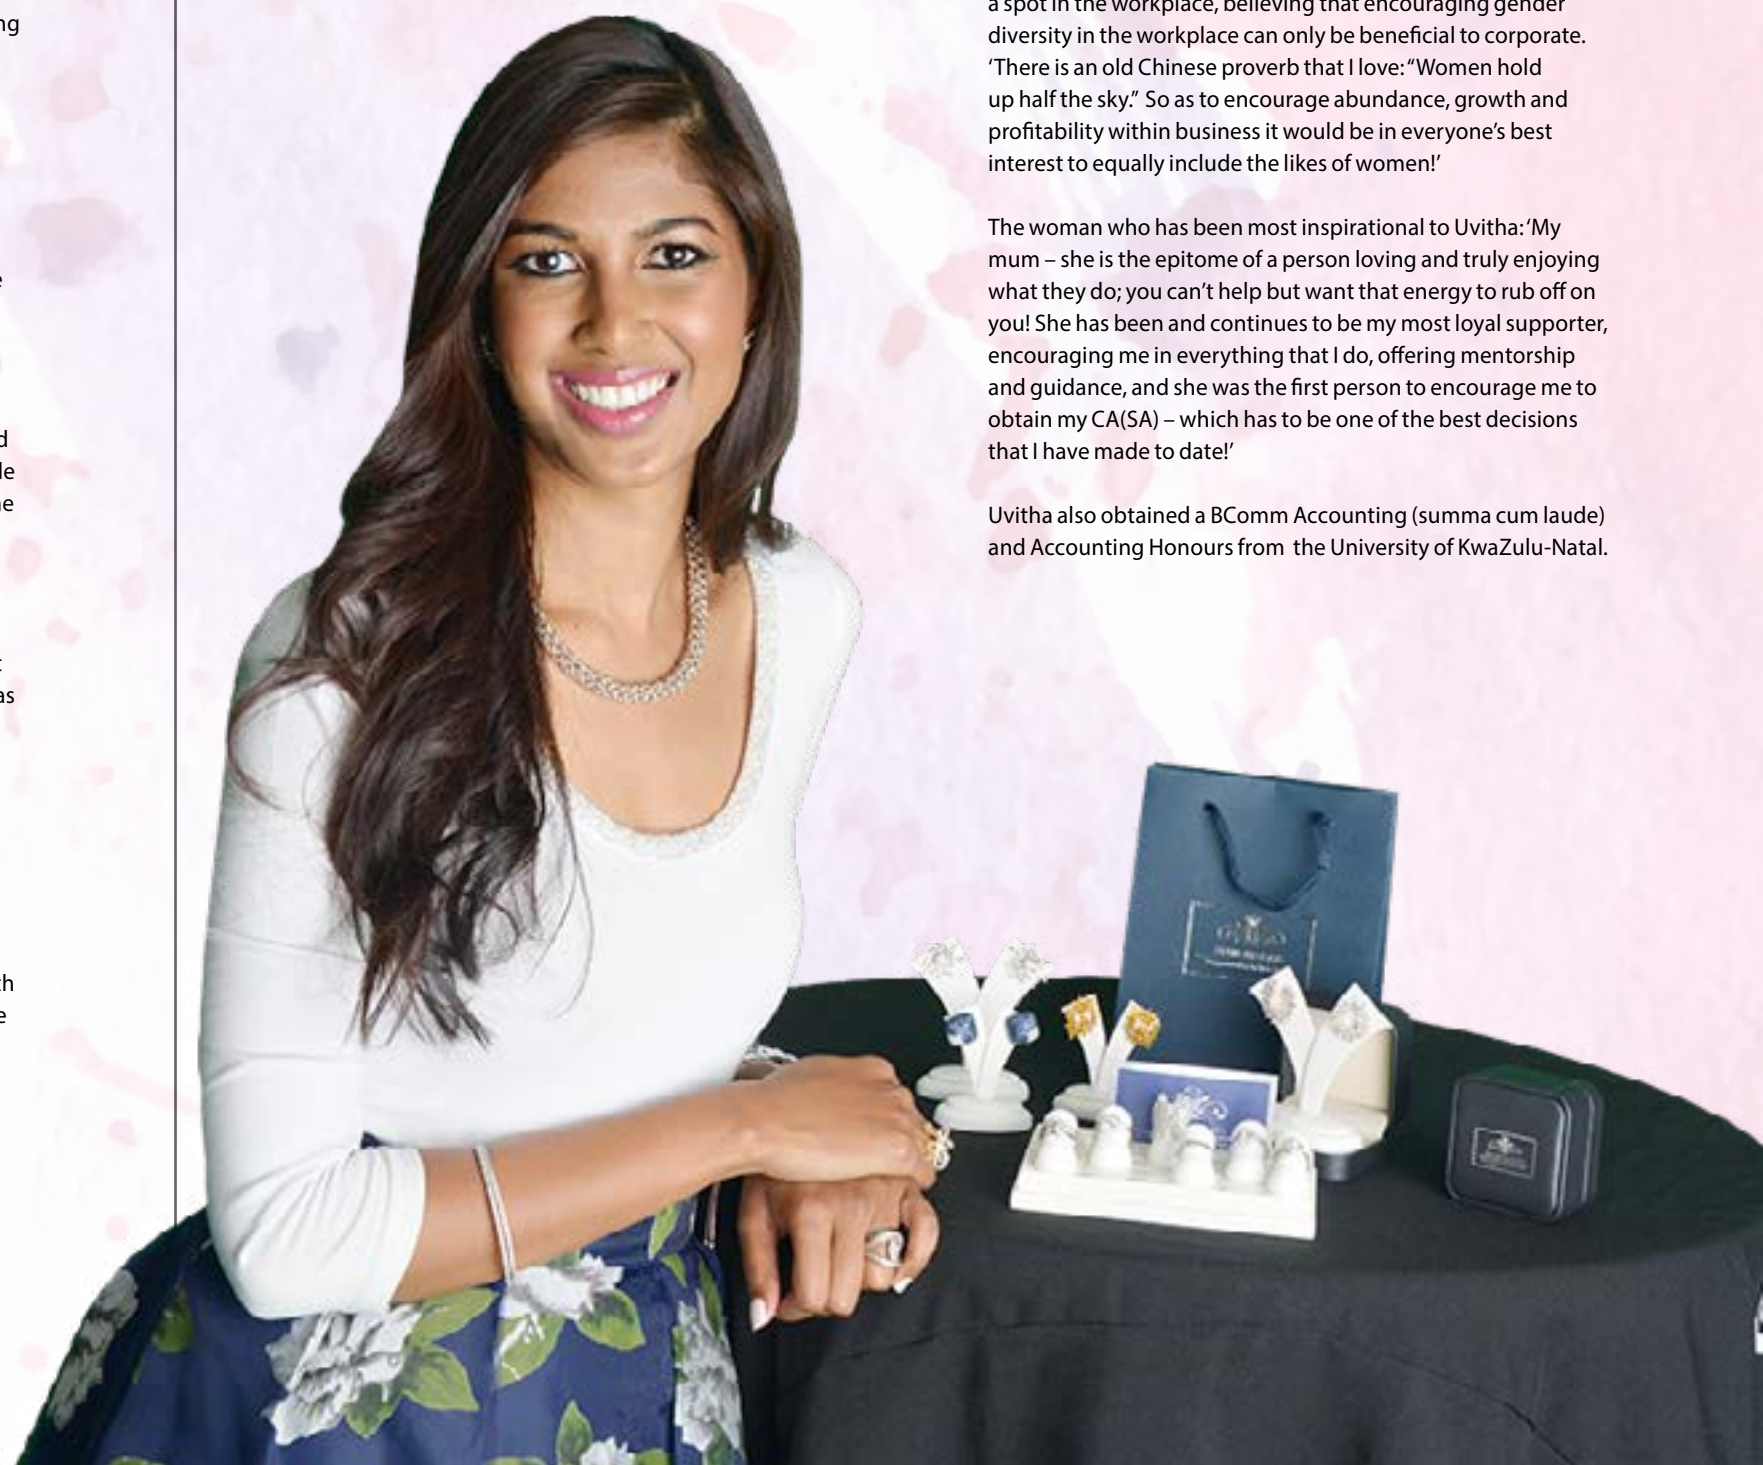 ng
e
d
le
ne
t
as
th
e
a spot in the workplace, believing that encouraging gender
diversity in the workplace can only be beneficial to corporate.
‘There is an old Chinese proverb that I love: “Women hold
up half the sky.” So as to encourage abundance, growth and
profitability within business it would be in everyone’s best
interest to equally include the likes of women!’
The woman who has been most inspirational to Uvitha: ‘My
mum – she is the epitome of a person loving and truly enjoying
what they do; you can’t help but want that energy to rub off on
you! She has been and continues to be my most loyal supporter,
encouraging me in everything that I do, offering mentorship
and guidance, and she was the first person to encourage me to
obtain my CA(SA) – which has to be one of the best decisions
that I have made to date!’
Uvitha also obtained a BComm Accounting (summa cum laude)
and Accounting Honours from the University of KwaZulu-Natal.